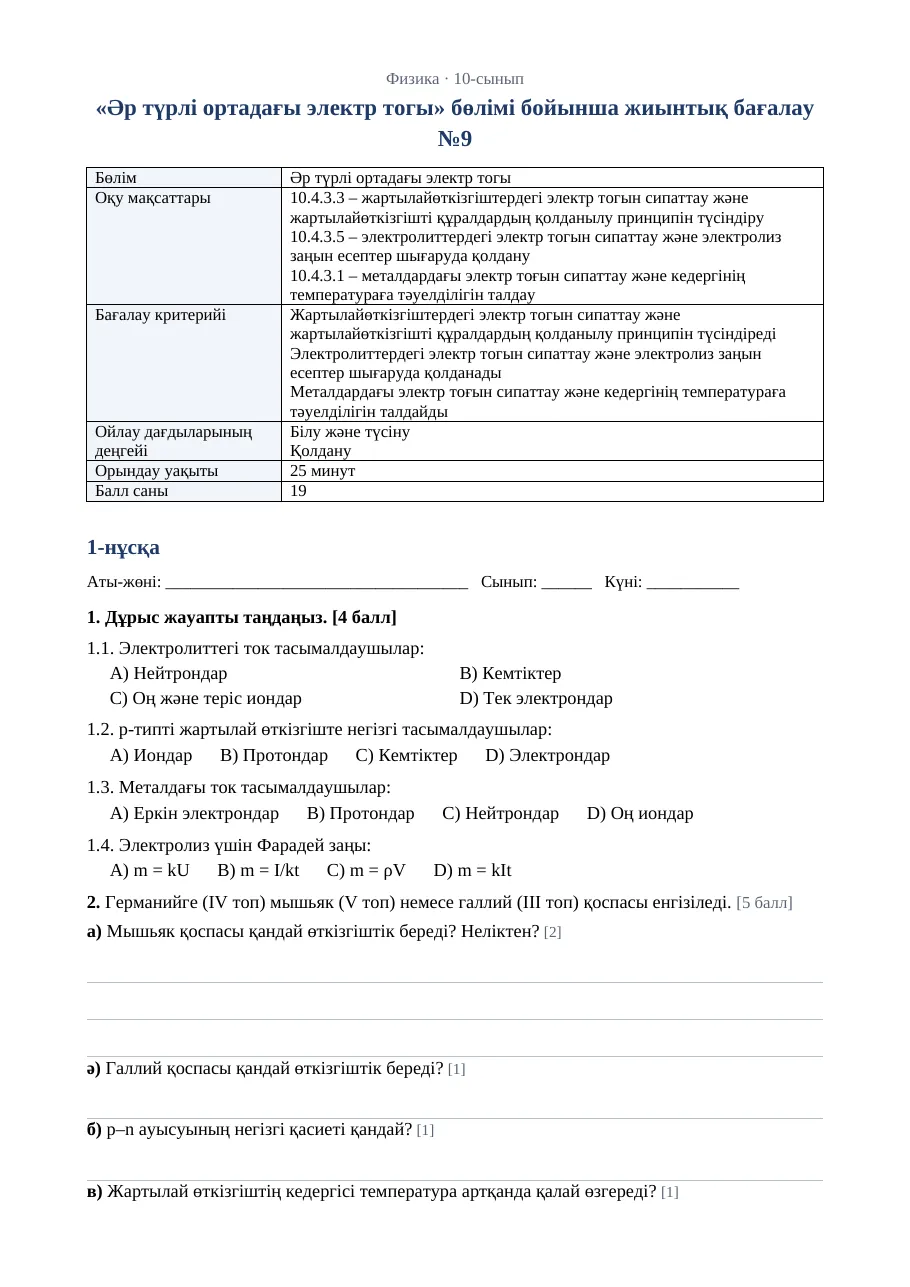 Физика · 10-сынып
«Әр түрлі ортадағы электр тогы» бөлімі бойынша жиынтық бағалау
№9
Бөлім
Әр түрлі ортадағы электр тогы
Оқу мақсаттары
10.4.3.3 – жартылайөткізгіштердегі электр тогын сипаттау және
жартылайөткізгішті құралдардың қолданылу принципін түсіндіру
10.4.3.5 – электролиттердегі электр тогын сипаттау және электролиз
заңын есептер шығаруда қолдану
10.4.3.1 – металдардағы электр тоғын сипаттау және кедергінің
температураға тәуелділігін талдау
Бағалау критерийі
Жартылайөткізгіштердегі электр тогын сипаттау және
жартылайөткізгішті құралдардың қолданылу принципін түсіндіреді
Электролиттердегі электр тогын сипаттау және электролиз заңын
есептер шығаруда қолданады
Металдардағы электр тоғын сипаттау және кедергінің температураға
тәуелділігін талдайды
Ойлау дағдыларының
деңгейі
Білу және түсіну
Қолдану
Орындау уақыты
25 минут
Балл саны
19
1-нұсқа
Аты-жөні: ____________________________________ Сынып: ______ Күні: ___________
1. Дұрыс жауапты таңдаңыз. [4 балл]
1.1. Электролиттегі ток тасымалдаушылар:
A) Нейтрондар B) Кемтіктер
C) Оң және теріс иондар D) Тек электрондар
1.2. p-типті жартылай өткізгіште негізгі тасымалдаушылар:
A) Иондар B) Протондар C) Кемтіктер D) Электрондар
1.3. Металдағы ток тасымалдаушылар:
A) Еркін электрондар B) Протондар C) Нейтрондар D) Оң иондар
1.4. Электролиз үшін Фарадей заңы:
A) m = kU B) m = I/kt C) m = ρV D) m = kIt
2. Германийге (IV топ) мышьяк (V топ) немесе галлий (III топ) қоспасы енгізіледі. [5 балл]
а) Мышьяк қоспасы қандай өткізгіштік береді? Неліктен? [2]
ә) Галлий қоспасы қандай өткізгіштік береді? [1]
б) p–n ауысуының негізгі қасиеті қандай? [1]
в) Жартылай өткізгіштің кедергісі температура артқанда қалай өзгереді? [1]